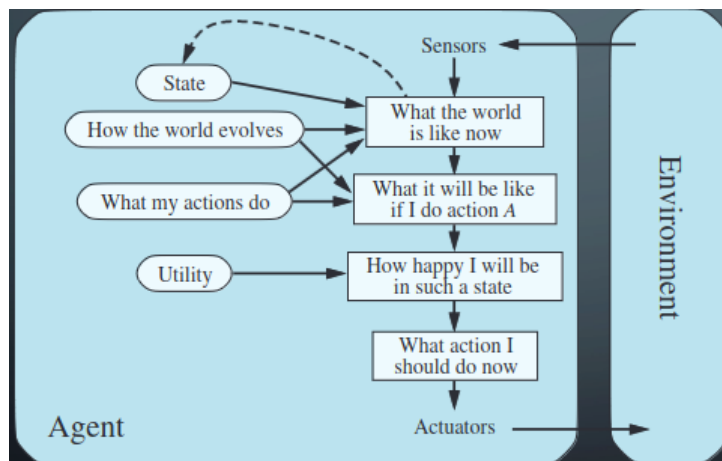 Sensors
State
What the world
is like now
How the world evolves
What my actions do
What it will be like
if I do action A
Utility
How happy I will be
in such a state
What action I
should do now
Agent
Actuators
Environment